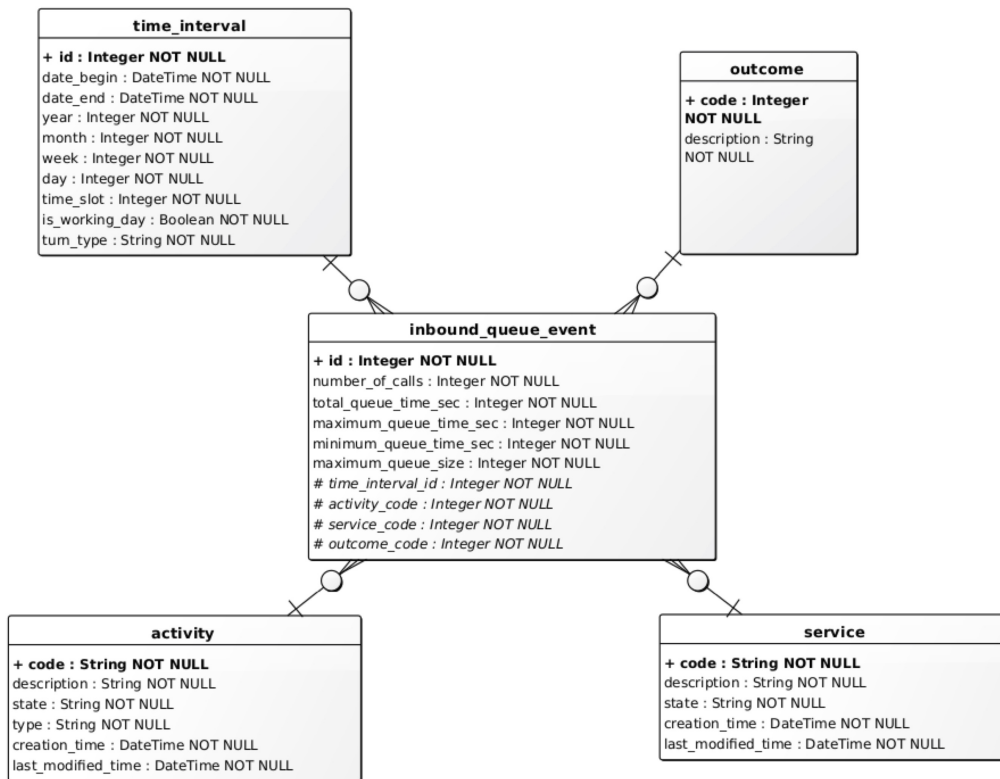 time_interval
+ id : Integer NOT NULL
date_begin : DateTime NOT NULL
date_end : DateTime NOT NULL
year : Integer NOT NULL
month : Integer NOT NULL
week : Integer NOT NULL
day : Integer NOT NULL
time_slot : Integer NOT NULL
is_working_day : Boolean NOT NULL
turn_type : String NOT NULL
outcome
+ code : Integer
NOT NULL
description : String
NOT NULL
inbound_queue_event
+ id : Integer NOT NULL
number_of_calls : Integer NOT NULL
total_queue_time_sec : Integer NOT NULL
maximum_queue_time_sec : Integer NOT NULL
minimum_queue_time_sec : Integer NOT NULL
maximum_queue_size : Integer NOT NULL
# time_interval_id : Integer NOT NULL
# activity_code : Integer NOT NULL
# service_code : Integer NOT NULL
# outcome_code : Integer NOT NULL
activity
+ code : String NOT NULL
description : String NOT NULL
state : String NOT NULL
type : String NOT NULL
creation_time : DateTime NOT NULL
last_modified_time : DateTime NOT NULL
service
+ code : String NOT NULL
description : String NOT NULL
state : String NOT NULL
creation_time : DateTime NOT NULL
last_modified_time : DateTime NOT NULL